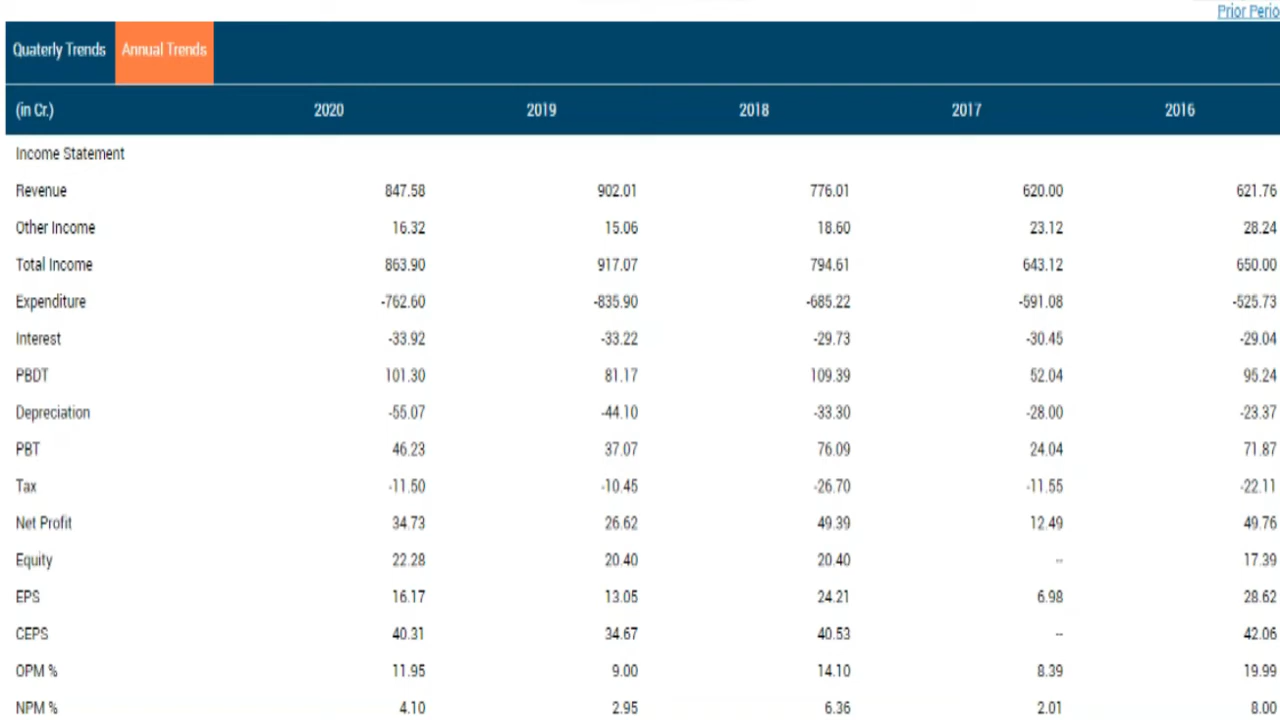 Prior Perio
Quaterly Trends Annual Trends
(in Cr.) 2020 2019 2018 2017 2016
Income Statement
Revenue 847.58 902.01 776.01 620.00 621.76
Other Income 16.32 15.06 18.60 23.12 28.24
Total Income 863.90 917.07 794.61 643.12 650.00
Expenditure -762.60 -835.90 -685.22 -591.08 -525.73
Interest -33.92 -33.22 -29.73 -30.45 -29.04
PBDT 101.30 81.17 109.39 52.04 95.24
Depreciation -55.07 -44.10 -33.30 -28.00 -23.37
PBT 46.23 37.07 76.09 24.04 71.87
Tax -11.50 -10.45 -26.70 -11.55 -22.11
Net Profit 34.73 26.62 49.39 12.49 49.76
Equity 22.28 20.40 20.40 -- 17.39
EPS 16.17 13.05 24.21 6.98 28.62
CEPS 40.31 34.67 40.53 -- 42.06
OPM % 11.95 9.00 14.10 8.39 19.99
NPM % 4.10 2.95 6.36 2.01 8.00